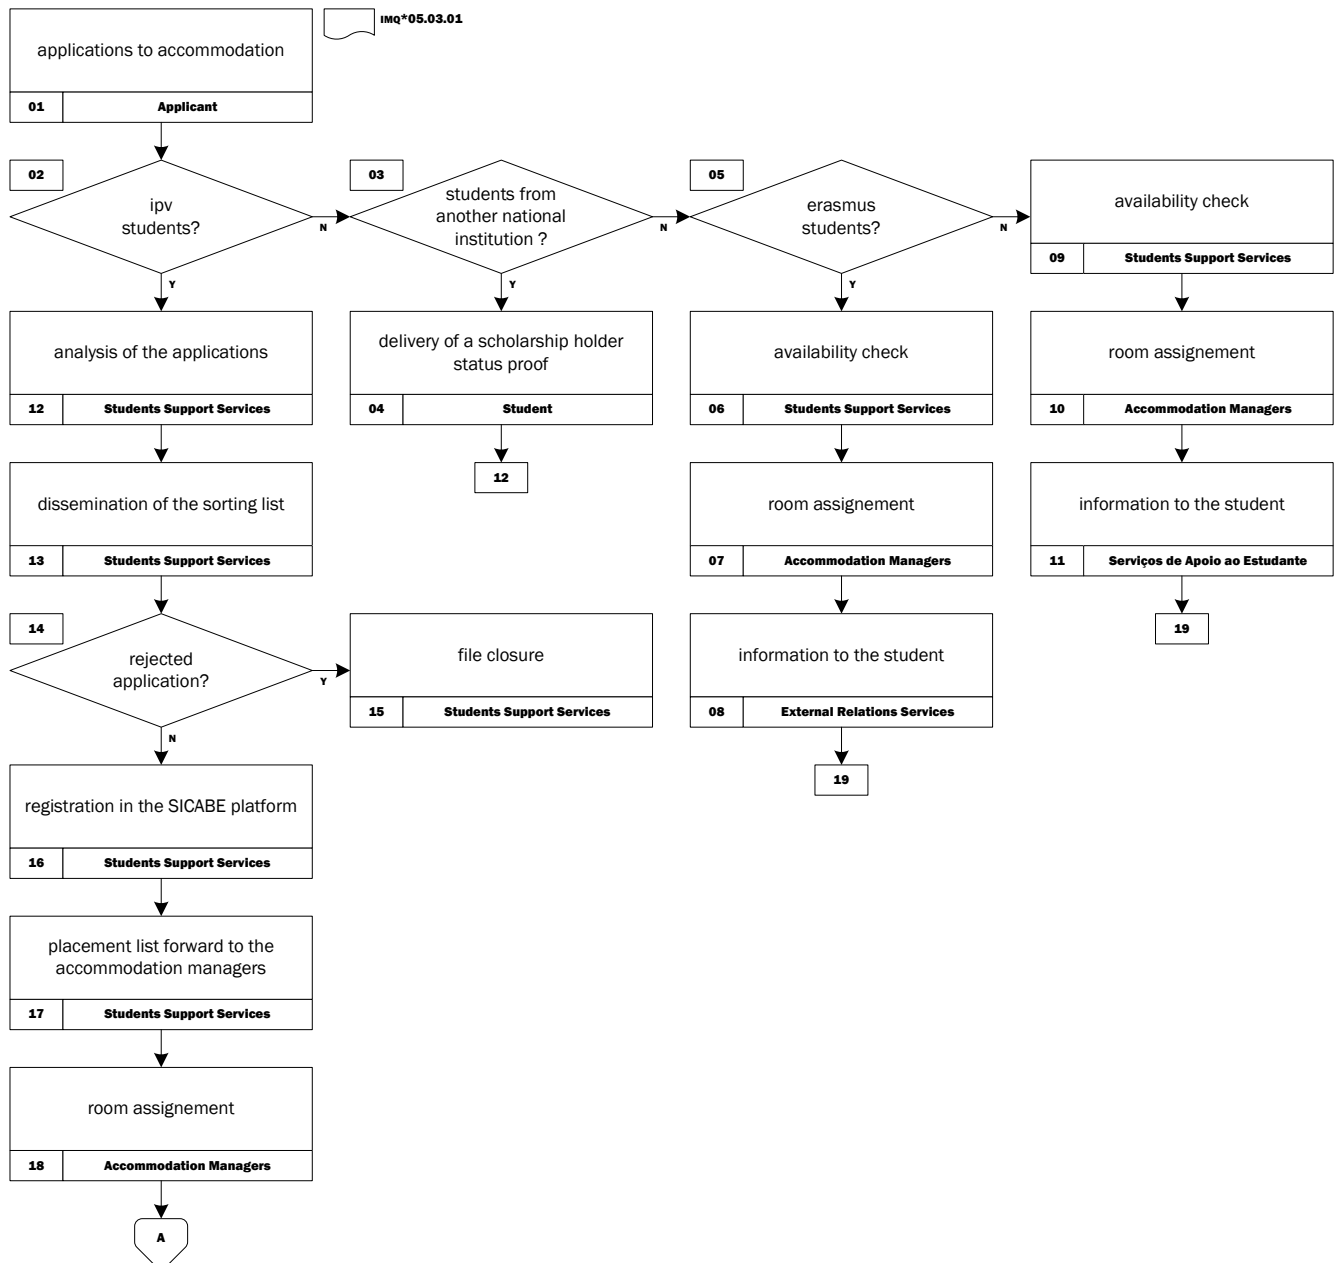 applications to accommodation
01 Applicant
IMQ*05.03.01
02
ipv
students?
N
Y
03
students from
another national
institution ?
N
Y
05
erasmus
students?
N
Y
availability check
09 Students Support Services
analysis of the applications
12 Students Support Services
delivery of a scholarship holder
status proof
04 Student
12
availability check
06 Students Support Services
room assignement
10 Accommodation Managers
dissemination of the sorting list
13 Students Support Services
room assignement
07 Accommodation Managers
information to the student
11 Serviços de Apoio ao Estudante
19
14
rejected
application?
Y
N
file closure
15 Students Support Services
information to the student
08 External Relations Services
19
registration in the SICABE platform
16 Students Support Services
placement list forward to the
accommodation managers
17 Students Support Services
room assignement
18 Accommodation Managers
A